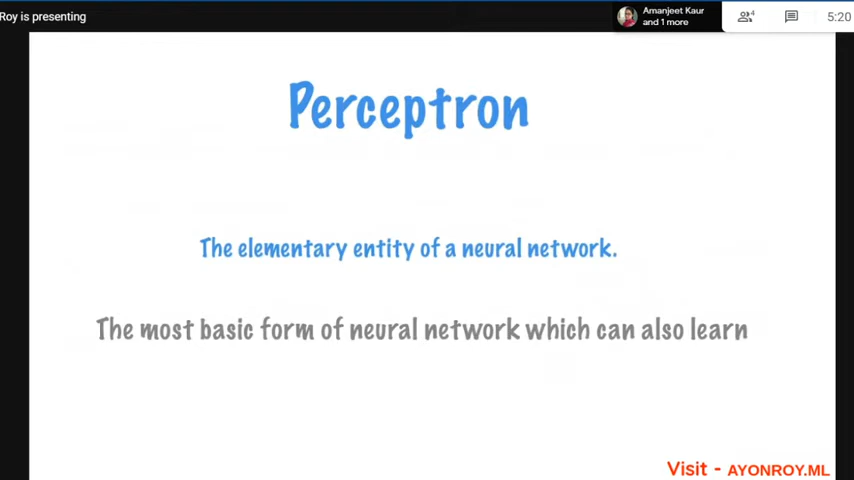 Roy is presenting
Amanjeet Kaur
and 1 more
4
5:20
Perceptron
The elementary entity of a neural network.
The most basic form of neural network which can also learn
Visit - AYONROY.ML